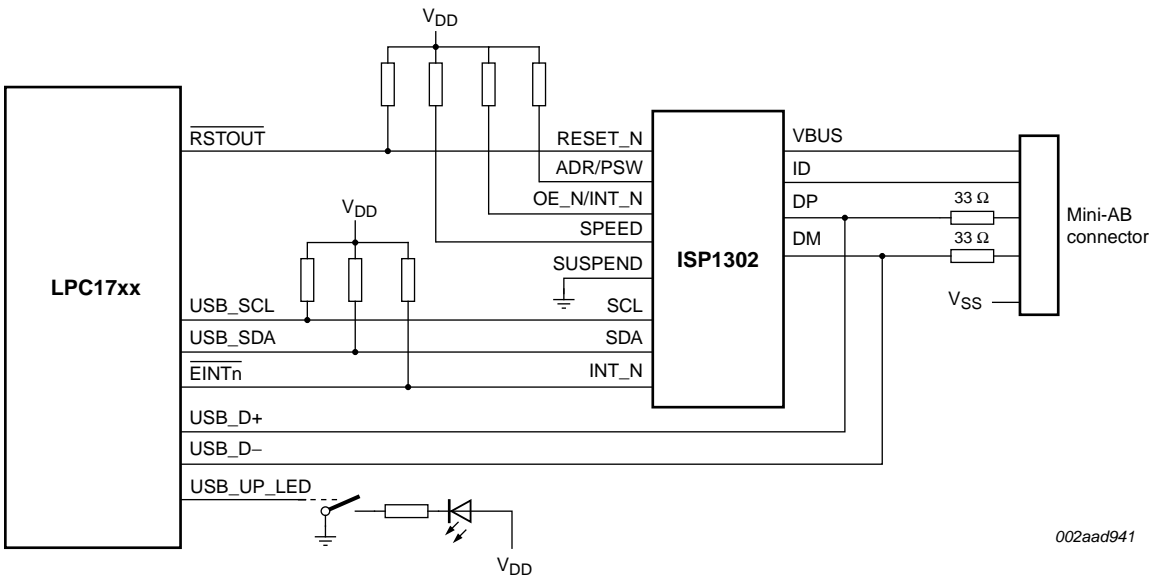 VDD
RSTOUT
RESET_N
VBUS
ADR/PSW
ID
OE_N/INT_N
DP
33 Ω
VDD
SPEED
DM
33 Ω
Mini-AB
connector
LPC17xx
SUSPEND
ISP1302
VSS
USB_SCL
SCL
USB_SDA
SDA
EINTn
INT_N
USB_D+
USB_D−
USB_UP_LED
VDD
002aad941